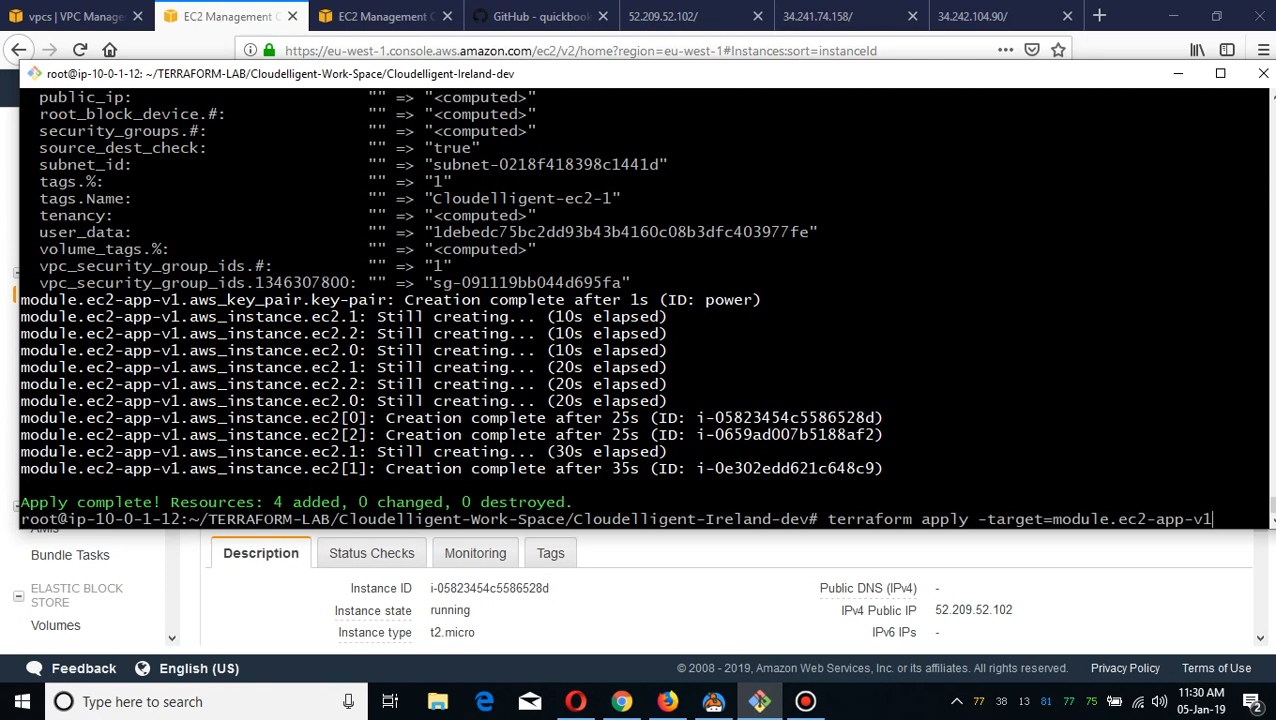 vpcs | VPC Manage
EC2 Management C
EC2 Management C
GitHub - quickbook
52.209.52.102/
34.241.74.158/
34.242.104.90/
https://eu-west-1.console.aws.amazon.com/ec2/v2/home?region=eu-west-1#Instances:sort=instanceId
root@ip-10-0-1-12: ~/TERRAFORM-LAB/Cloudelligent-Work-Space/Cloudelligent-Ireland-dev
public_ip: "" => "<computed>"
root_block_device.#: "" => "<computed>"
security_groups.#: "" => "<computed>"
source_dest_check: "" => "true"
subnet_id: "" => "subnet-0218f418398c1441d"
tags.%: "" => "1"
tags.Name: "" => "Cloudelligent-ec2-1"
tenancy: "" => "<computed>"
user_data: "" => "1debedc75bc2dd93b43b4160c08b3dfc403977fe"
volume_tags.%: "" => "<computed>"
vpc_security_group_ids.#: "" => "1"
vpc_security_group_ids.1346307800: "" => "sg-091119bb044d695fa"
module.ec2-app-v1.aws_key_pair.key-pair: Creation complete after 1s (ID: power)
module.ec2-app-v1.aws_instance.ec2.1: Still creating... (10s elapsed)
module.ec2-app-v1.aws_instance.ec2.2: Still creating... (10s elapsed)
module.ec2-app-v1.aws_instance.ec2.0: Still creating... (10s elapsed)
module.ec2-app-v1.aws_instance.ec2.1: Still creating... (20s elapsed)
module.ec2-app-v1.aws_instance.ec2.2: Still creating... (20s elapsed)
module.ec2-app-v1.aws_instance.ec2.0: Still creating... (20s elapsed)
module.ec2-app-v1.aws_instance.ec2[0]: Creation complete after 25s (ID: i-05823454c5586528d)
module.ec2-app-v1.aws_instance.ec2[2]: Creation complete after 25s (ID: i-0659ad007b5188af2)
module.ec2-app-v1.aws_instance.ec2.1: Still creating... (30s elapsed)
module.ec2-app-v1.aws_instance.ec2[1]: Creation complete after 35s (ID: i-0e302edd621c648c9)
Apply complete! Resources: 4 added, 0 changed, 0 destroyed.
root@ip-10-0-1-12:~/TERRAFORM-LAB/Cloudelligent-Work-Space/Cloudelligent-Ireland-dev# terraform apply -target=module.ec2-app-v1
AMIs
Bundle Tasks
ELASTIC BLOCK
STORE
Volumes
Description
Status Checks
Monitoring
Tags
Instance ID i-05823454c5586528d
Public DNS (IPv4) -
Instance state running
IPv4 Public IP 52.209.52.102
Instance type t2.micro
IPv6 IPs -
Feedback
English (US)
© 2008 - 2019, Amazon Web Services, Inc. or its affiliates. All rights reserved.
Privacy Policy
Terms of Use
Type here to search
77 38 13 81 77 75
11:30 AM
05-Jan-19
2